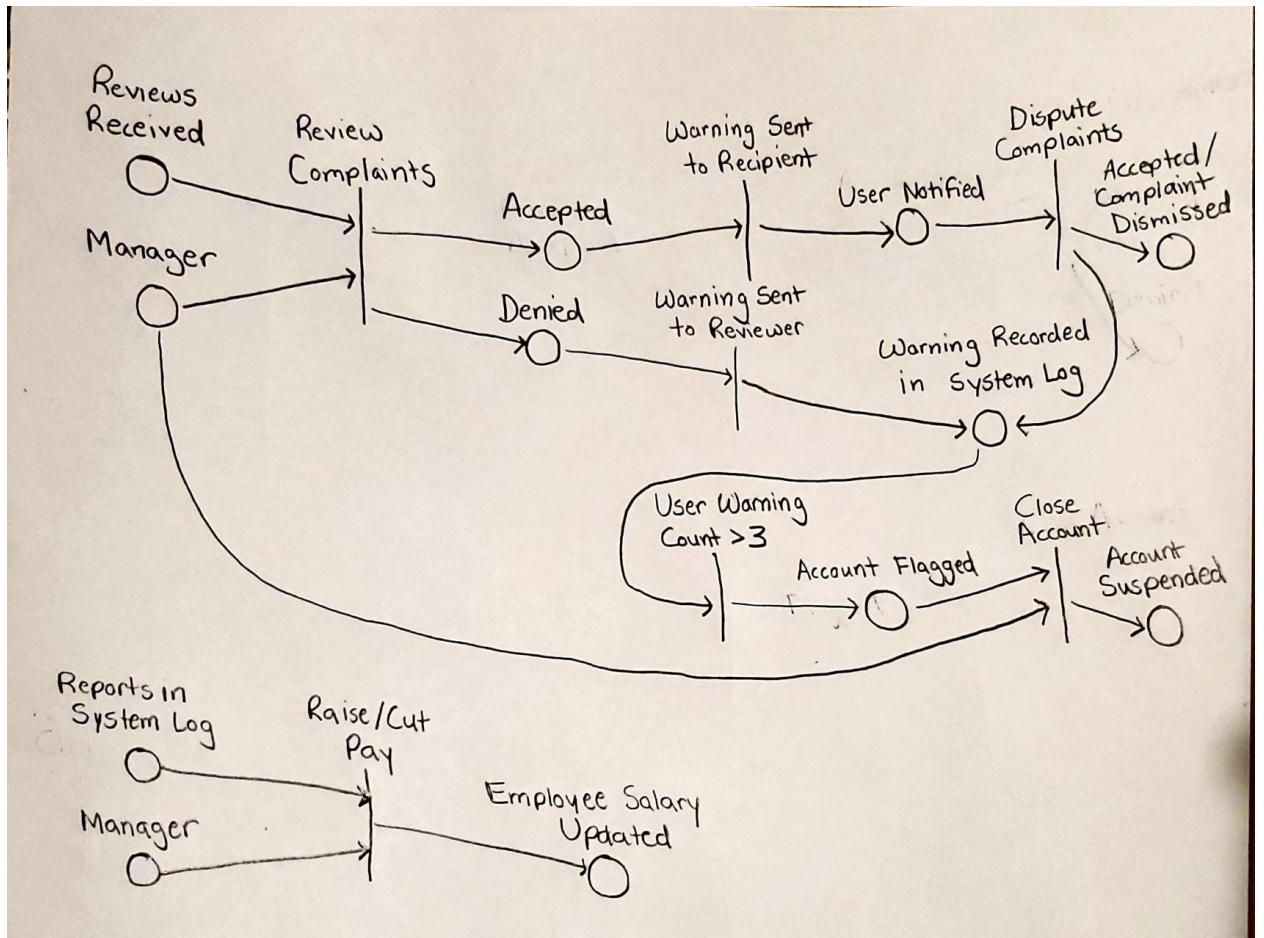 Reviews
Received
Review
Complaints
Manager
Accepted
Denied
Warning Sent
to Recipient
Warning Sent
to Reviewer
User Notified
Dispute
Complaints
Accepted/
Complaint
Dismissed
Warning Recorded
in System Log
User Warning
Count >3
Account Flagged
Close
Account
Account
Suspended
Reports in
System Log
Manager
Raise/Cut
Pay
Employee Salary
Updated